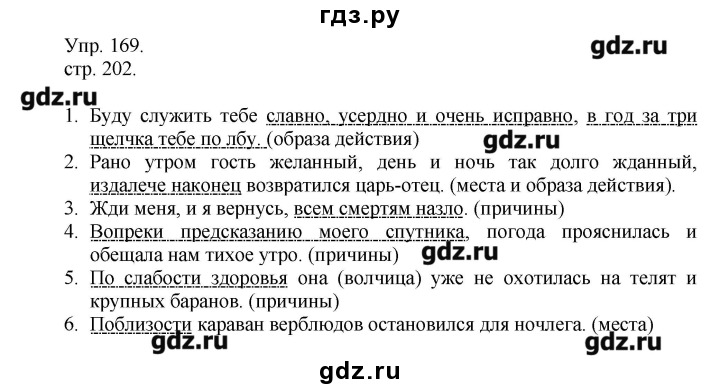 гдз.ру
Упр. 169.
gdz.ru
стр. 202.
gdz.ru
1. Буду служить тебе славно, усердно и очень исправно, в год за три
щелчка тебе по лбу. (образа действия)
gdz.ru
2. Рано утром гость желанный, день и ночь так долго жданный,
издалече наконец возвратился царь-отец. (места и образа действия).
3. Жди меня, и я вернусь, всем смертям назло. (причины)
4. Вопреки предсказанию моего спутника, погода прояснилась и
обещала нам тихое утро. (причины)
gdz.ru
5. По слабости здоровья она (волчица) уже не охотилась на телят и
крупных баранов. (причины)
6. Поблизости караван верблюдов остановился для ночлега. (места)
gdz.ru
gdz.ru
gdz.ru